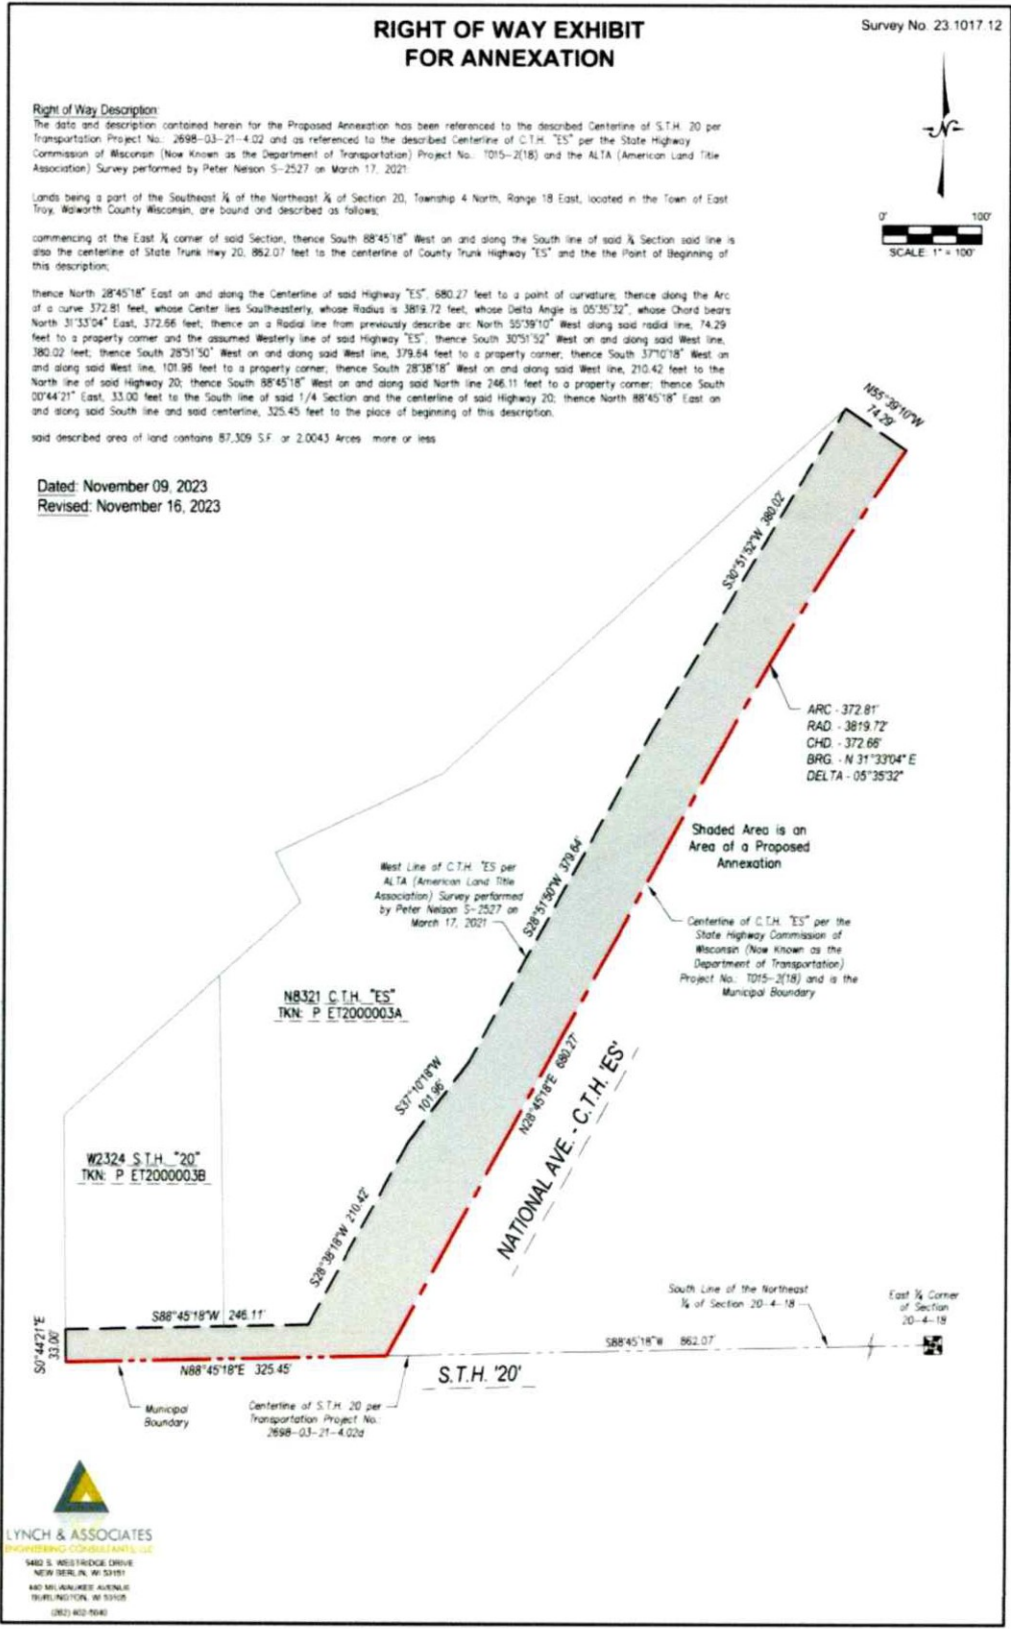 RIGHT OF WAY EXHIBIT
FOR ANNEXATION
Survey No. 23.1017.12
Right of Way Description:
The data and description contained herein for the Proposed Annexation has been referenced to the described Centerline of S.T.H. 20 per
Transportation Project No.: 2698-03-21-4.02 and as referenced to the described Centerline of C.T.H. "ES" per the State Highway
Commission of Wisconsin (Now Known as the Department of Transportation) Project No.. T015-2(18) and the ALTA (American Land Title
Association) Survey performed by Peter Nelson S-2527 on March 17, 2021:
Lands being a part of the Southeast ¼ of the Northeast ¼ of Section 20, Township 4 North, Range 18 East, located in the Town of East
Troy, Walworth County Wisconsin, are bound and described as follows;
commencing at the East ¼ corner of said Section, thence South 88°45'18" West on and along the South line of said ¼ Section said line is
also the centerline of State Trunk Hwy 20, 862.07 feet to the centerline of County Trunk Highway "ES" and the the Point of Beginning of
this description;
thence North 28°45'18" East on and along the Centerline of said Highway "ES", 680.27 feet to a point of curvature; thence along the Arc
of a curve 372.81 feet, whose Center lies Southeasterly, whose Radius is 3819.72 feet, whose Delta Angle is 05°35'32", whose Chord bears
North 31°33'04" East, 372.66 feet; thence on a Radial line from previously describe arc North 55°39'10" West along said radial line, 74.29
feet to a property corner and the assumed Westerly line of said Highway "ES", thence South 30°51'52" West on and along said West line,
380.02 feet; thence South 28°51'50" West on and along said West line, 379.64 feet to a property corner; thence South 37°10'18" West on
and along said West line, 101.96 feet to a property corner; thence South 28°38'18" West on and along said West line, 210.42 feet to the
North line of said Highway 20; thence South 88°45'18" West on and along said North line 246.11 feet to a property corner; thence South
00°44'21" East, 33.00 feet to the South line of said 1/4 Section and the centerline of said Highway 20; thence North 88°45'18" East on
and along said South line and said centerline, 325.45 feet to the place of beginning of this description.
said described area of land contains 87,309 S.F. or 2.0043 Arces more or less
Dated: November 09, 2023
Revised: November 16, 2023
N
0' 100'
SCALE: 1" = 100'
N55°39'10"W
74.29'
S30°51'52"W 380.02'
ARC - 372.81'
RAD. - 3819.72'
CHD. - 372.66'
BRG. - N 31°33'04" E
DELTA - 05°35'32"
Shaded Area is an
Area of a Proposed
Annexation
West Line of C.T.H. "ES per
ALTA (American Land Title
Association) Survey performed
by Peter Nelson S-2527 on
March 17, 2021
S28°51'50"W 379.64'
Centerline of C.T.H. "ES" per the
State Highway Commission of
Wisconsin (Now Known as the
Department of Transportation)
Project No.: T015-2(18) and is the
Municipal Boundary
N8321 C.T.H. "ES"
TKN: P ET2000003A
S37°10'18"W
101.96'
N28°45'18"E 680.27'
NATIONAL AVE. - C.T.H. 'ES'
W2324 S.T.H. "20"
TKN: P ET2000003B
S28°38'18"W 210.42'
South Line of the Northeast
¼ of Section 20-4-18
East ¼ Corner
of Section
20-4-18
S88°45'18"W 246.11'
S0°44'21"E
33.00'
S88°45'18"W 862.07'
N88°45'18"E 325.45'
S.T.H. '20'
Municipal
Boundary
Centerline of S.T.H. 20 per
Transportation Project No.:
2698-03-21-4.02d
LYNCH & ASSOCIATES
ENGINEERING CONSULTANTS, LLC
5482 S. WESTRIDGE DRIVE
NEW BERLIN, WI 53151
440 MILWAUKEE AVENUE
BURLINGTON, WI 53105
(262) 402-5040